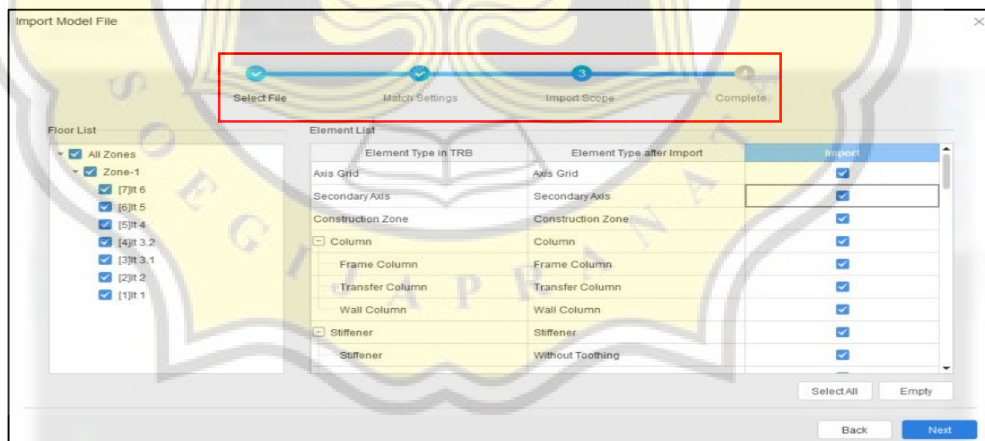 Import Model File
Select File
Match Settings
3
Import Scope
4
Complete
Floor List
All Zones
Zone-1
[7]lt 6
[6]lt 5
[5]lt 4
[4]lt 3.2
[3]lt 3.1
[2]lt 2
[1]lt 1
Element List
Element Type in TRB Element Type after Import Import
Axis Grid Axis Grid
Secondary Axis Secondary Axis
Construction Zone Construction Zone
Column Column
Frame Column Frame Column
Transfer Column Transfer Column
Wall Column Wall Column
Stiffener Stiffener
Stiffener Without Toothing
Select All Empty
Back Next
SOEGIJAPRANATA